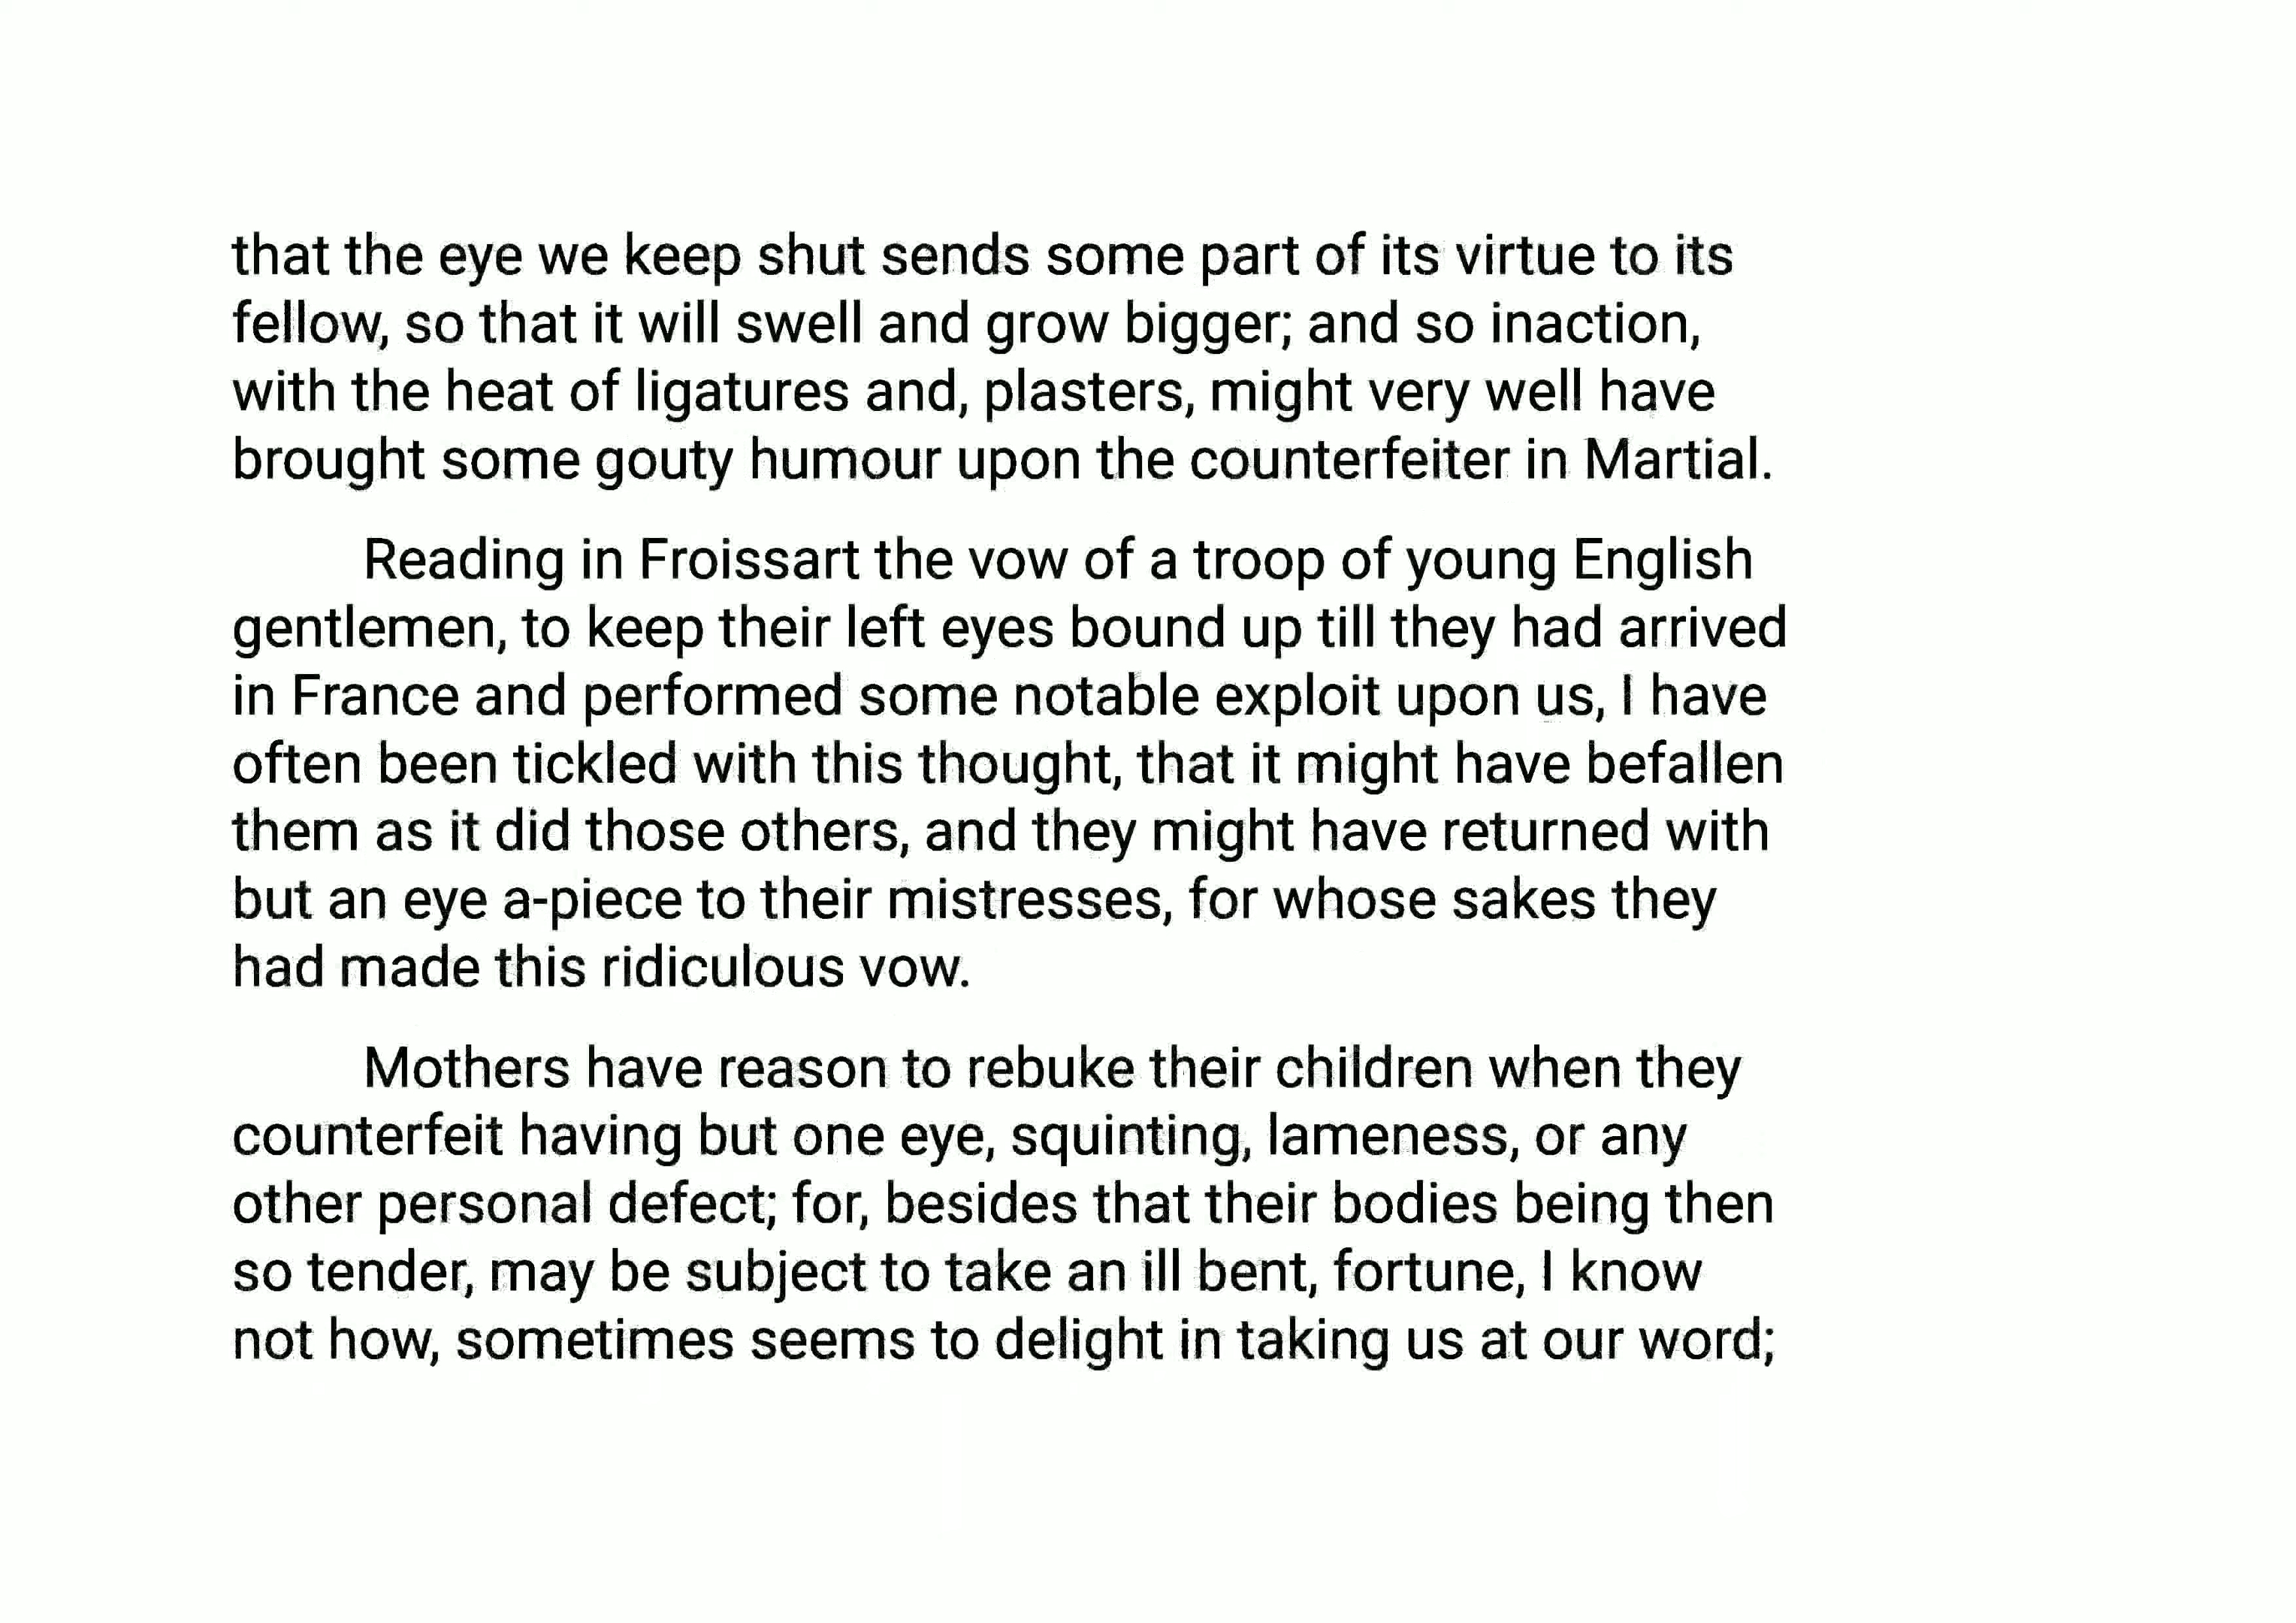 that the eye we keep shut sends some part of its virtue to its
fellow, so that it will swell and grow bigger; and so inaction,
with the heat of ligatures and, plasters, might very well have
brought some gouty humour upon the counterfeiter in Martial.
Reading in Froissart the vow of a troop of young English
gentlemen, to keep their left eyes bound up till they had arrived
in France and performed some notable exploit upon us, I have
often been tickled with this thought, that it might have befallen
them as it did those others, and they might have returned with
but an eye a-piece to their mistresses, for whose sakes they
had made this ridiculous vow.
Mothers have reason to rebuke their children when they
counterfeit having but one eye, squinting, lameness, or any
other personal defect; for, besides that their bodies being then
so tender, may be subject to take an ill bent, fortune, I know
not how, sometimes seems to delight in taking us at our word;